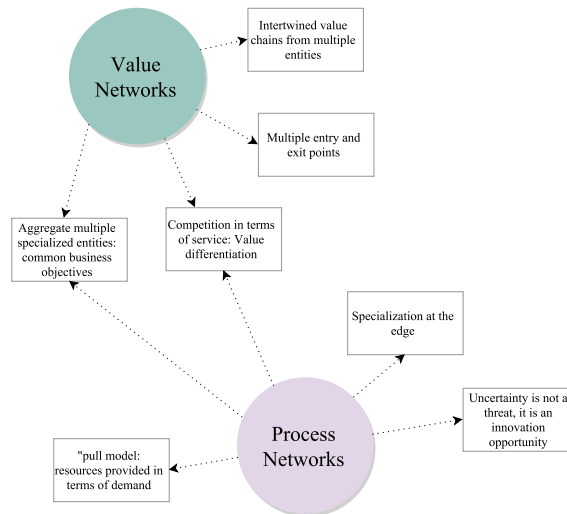 Intertwined value
chains from multiple
entities
Value
Networks
Multiple entry and
exit points
Aggregate multiple
specialized entities:
common business
objectives
Competition in terms
of service: Value
differentiation
Specialization at the
edge
Uncertainty is not a
threat, it is an
innovation
opportunity
Process
Networks
"pull model:
resources provided in
terms of demand